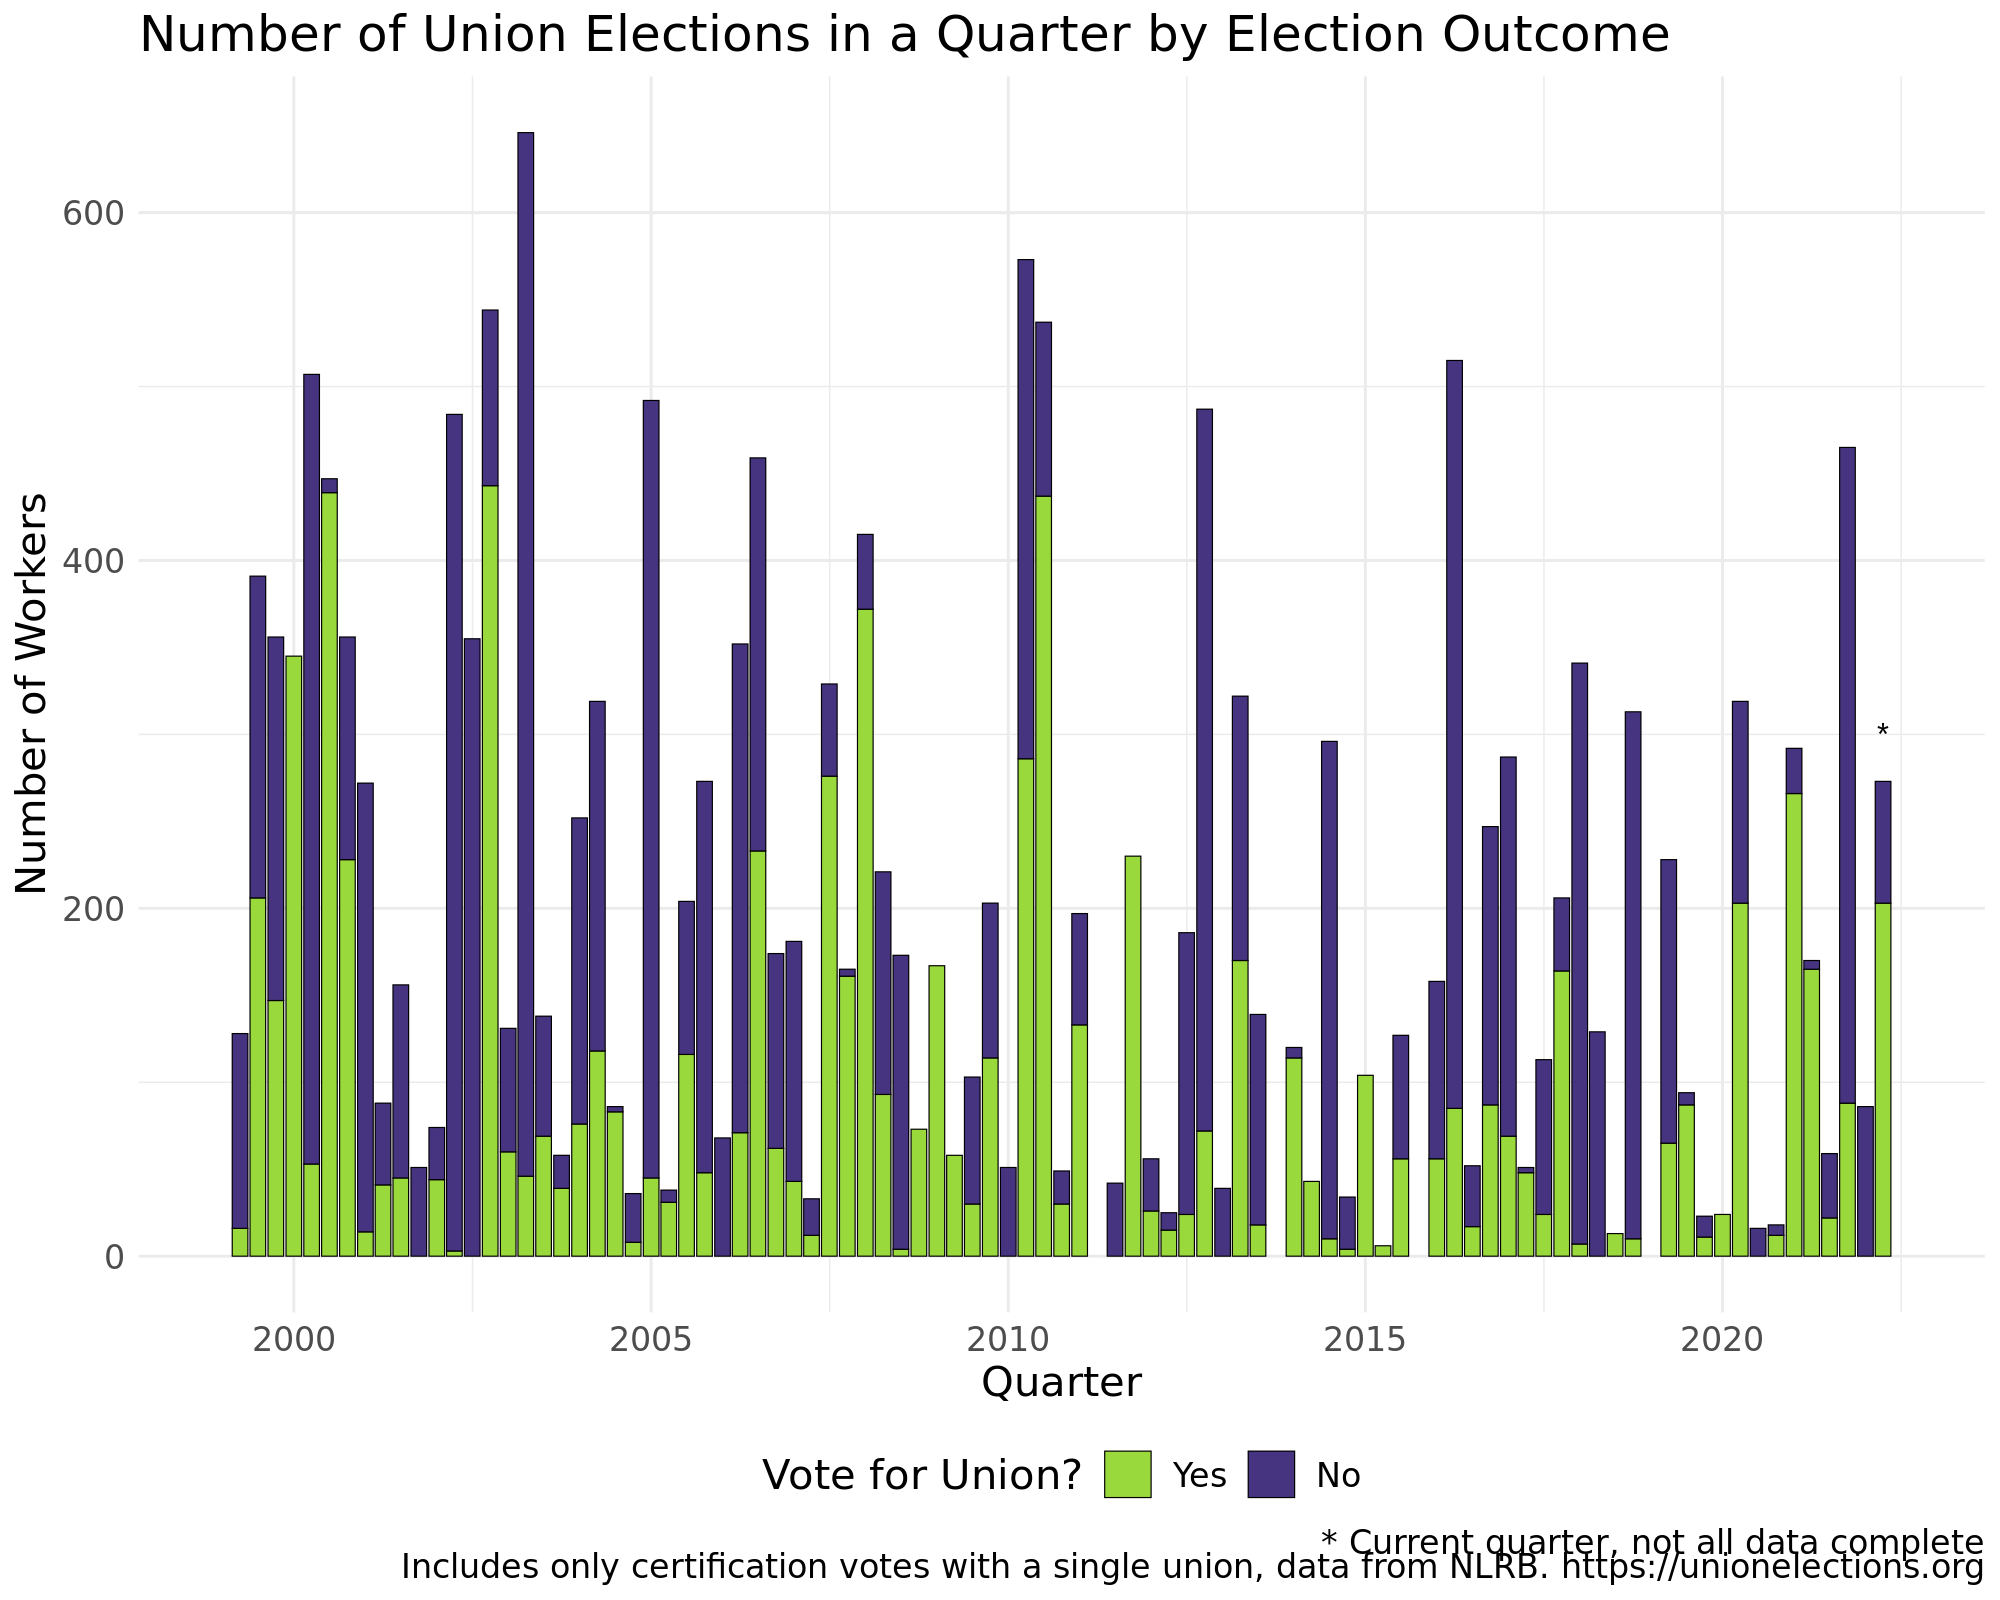 Number of Union Elections in a Quarter by Election Outcome
Number of Workers
600
400
200
0
*
2000 2005 2010 2015 2020
Quarter
Vote for Union? Yes No
* Current quarter, not all data complete
Includes only certification votes with a single union, data from NLRB. https://unionelections.org